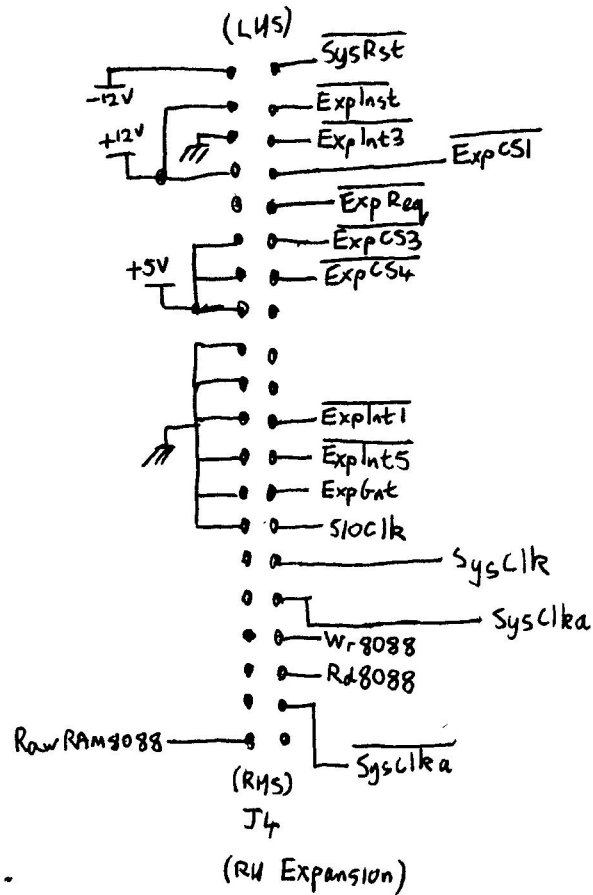 (LHS)
SysRst
-12V
ExpInst
+12V
ExpInt3
ExpCS1
ExpReq
ExpCS3
+5V
ExpCS4
ExpInt1
ExpInt5
ExpGnt
SIOClk
SysClk
SysClka
Wr8088
Rd8088
RawRAM8088
SysClka
(RHS)
J4
(RH Expansion)